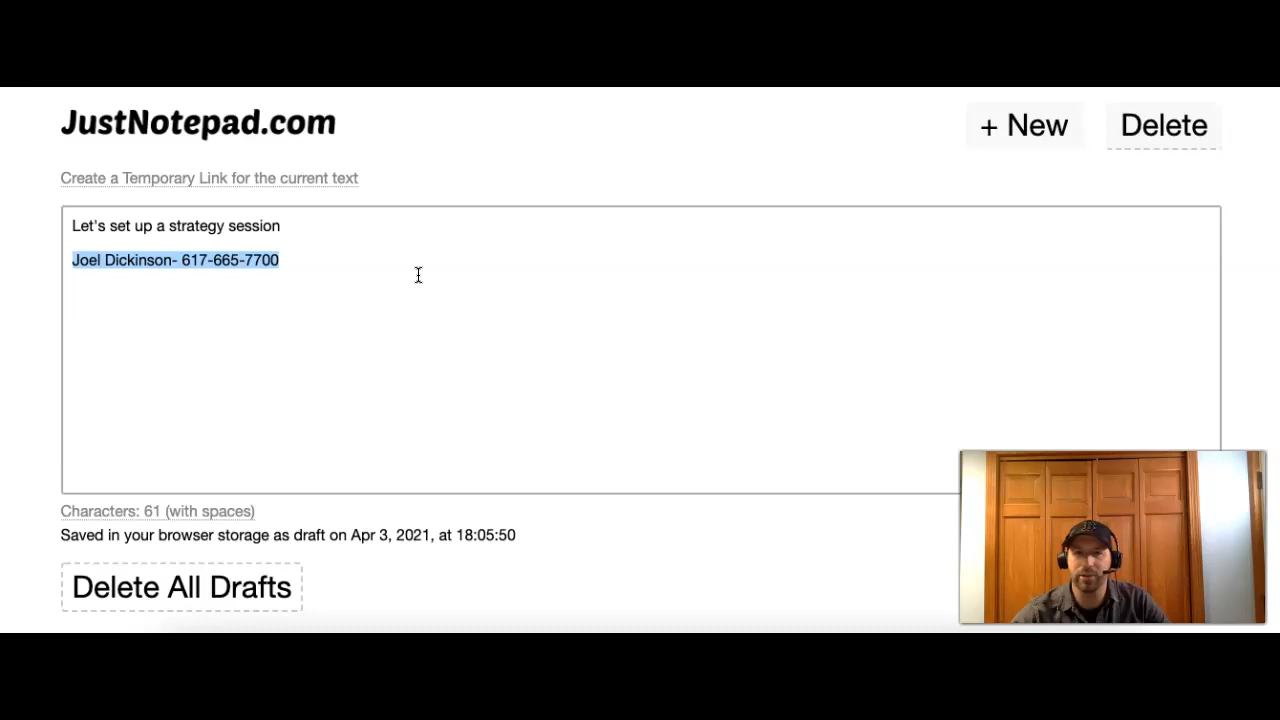 JustNotepad.com
+ New
Delete
Create a Temporary Link for the current text
Let's set up a strategy session
Joel Dickinson- 617-665-7700
Characters: 61 (with spaces)
Saved in your browser storage as draft on Apr 3, 2021, at 18:05:50
Delete All Drafts